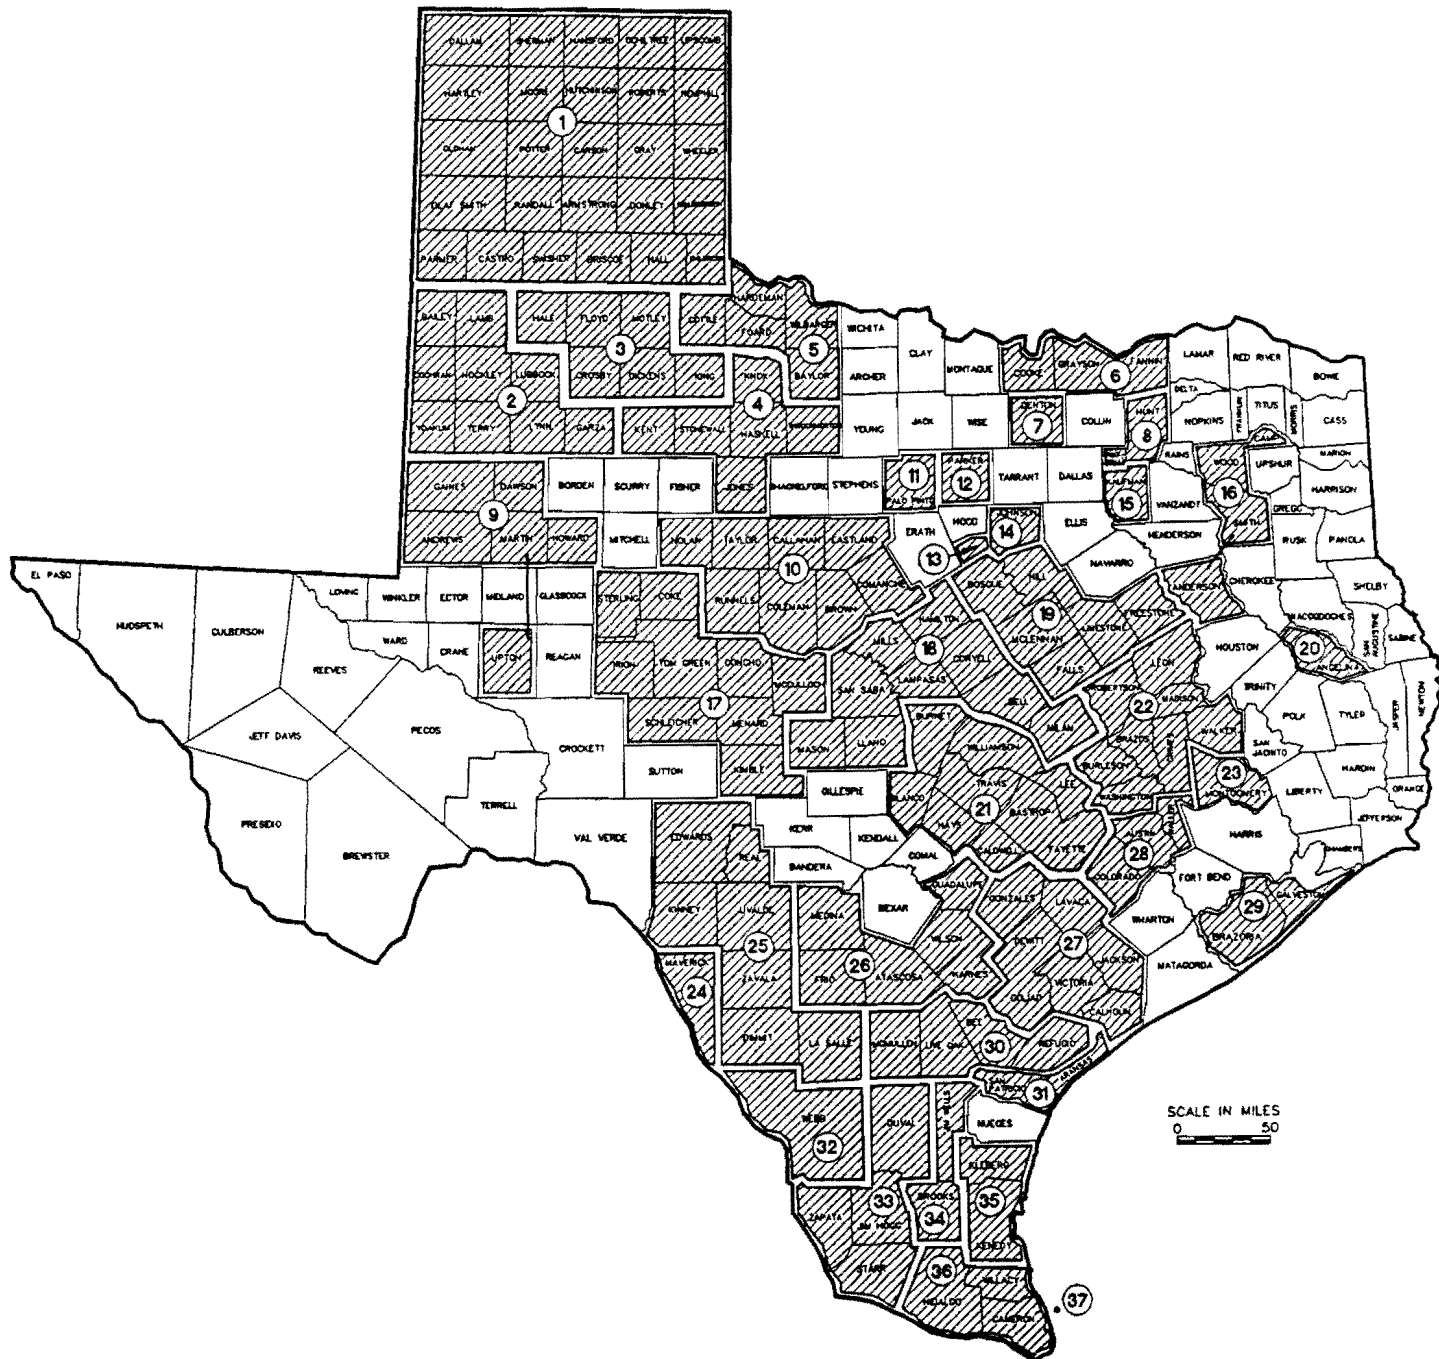 DALLAM SHERMAN HANSFORD OCHILTREE LIPSCOMB
HARTLEY MOORE HUTCHINSON ROBERTS HEMPHILL
1
OLDHAM POTTER CARSON GRAY WHEELER
DEAF SMITH RANDALL ARMSTRONG DONLEY
PARMER CASTRO SWISHER BRISCOE HALL
HARDEMAN
BAILEY LAMB HALE FLOYD MOTLEY COTTLE FOARD WILBARGER WICHITA
CLAY MONTAGUE COOKE GRAYSON FANNIN LAMAR RED RIVER BOWIE
3 5 6
COCHRAN HOCKLEY LUBBOCK CROSBY DICKENS KING KNOX BAYLOR ARCHER
DELTA HOPKINS FRANKLIN TITUS MORRIS CASS
2 4 7 8
YOAKUM TERRY LYNN GARZA KENT STONEWALL HASKELL YOUNG JACK WISE DENTON COLLIN HUNT
CAMP RAINS WOOD UPSHUR MARION
GAINES DAWSON BORDEN SCURRY FISHER JONES SHACKELFORD STEPHENS PALO PINTO PARKER TARRANT DALLAS KAUFMAN VANZANDT HARRISON
11 12 15 16
9 14
GREGG SMITH
ANDREWS MARTIN HOWARD MITCHELL NOLAN TAYLOR CALLAHAN EASTLAND ERATH HOOD JOHNSON ELLIS HENDERSON RUSK PANOLA
10 13
EL PASO HUDSPETH CULBERSON LOVING WINKLER ECTOR MIDLAND GLASSCOCK STERLING COKE RUNNELS COLEMAN BROWN COMANCHE BOSQUE HILL NAVARRO ANDERSON CHEROKEE SHELBY
REEVES WARD CRANE UPTON REAGAN IRION TOM GREEN CONCHO MCCULLOCH MILLS HAMILTON MCLENNAN LIMESTONE FREESTONE NACOGDOCHES SAN AUGUSTINE SABINE
17 18 19 20
SAN SABA LAMPASAS CORYELL FALLS LEON HOUSTON ANGELINA
JEFF DAVIS PECOS CROCKETT SCHLEICHER MENARD MASON LLANO BURNET BELL MILAM ROBERTSON MADISON TRINITY POLK TYLER JASPER NEWTON
22
SUTTON KIMBLE GILLESPIE WILLIAMSON BRAZOS GRIMES WALKER SAN JACINTO HARDIN
21 23
PRESIDIO BREWSTER TERRELL VAL VERDE EDWARDS REAL KERR KENDALL BLANCO TRAVIS HAYS BASTROP LEE BURLESON WASHINGTON MONTGOMERY LIBERTY ORANGE
BANDERA COMAL CALDWELL FAYETTE AUSTIN WALLER HARRIS JEFFERSON CHAMBERS
28
KINNEY UVALDE MEDINA BEXAR GUADALUPE GONZALES LAVACA COLORADO FORT BEND GALVESTON
25 26 27 29
MAVERICK ZAVALA FRIO ATASCOSA WILSON KARNES DEWITT VICTORIA JACKSON WHARTON MATAGORDA BRAZORIA
24
GOLIAD CALHOUN
DIMMIT LA SALLE MCMULLEN LIVE OAK BEE REFUGIO
30
SAN PATRICIO ARANSAS
31
WEBB DUVAL JIM WELLS NUECES
32
KLEBERG
ZAPATA JIM HOGG BROOKS KENEDY
33 34 35
STARR HIDALGO WILLACY
36 37
CAMERON
SCALE IN MILES
0 50